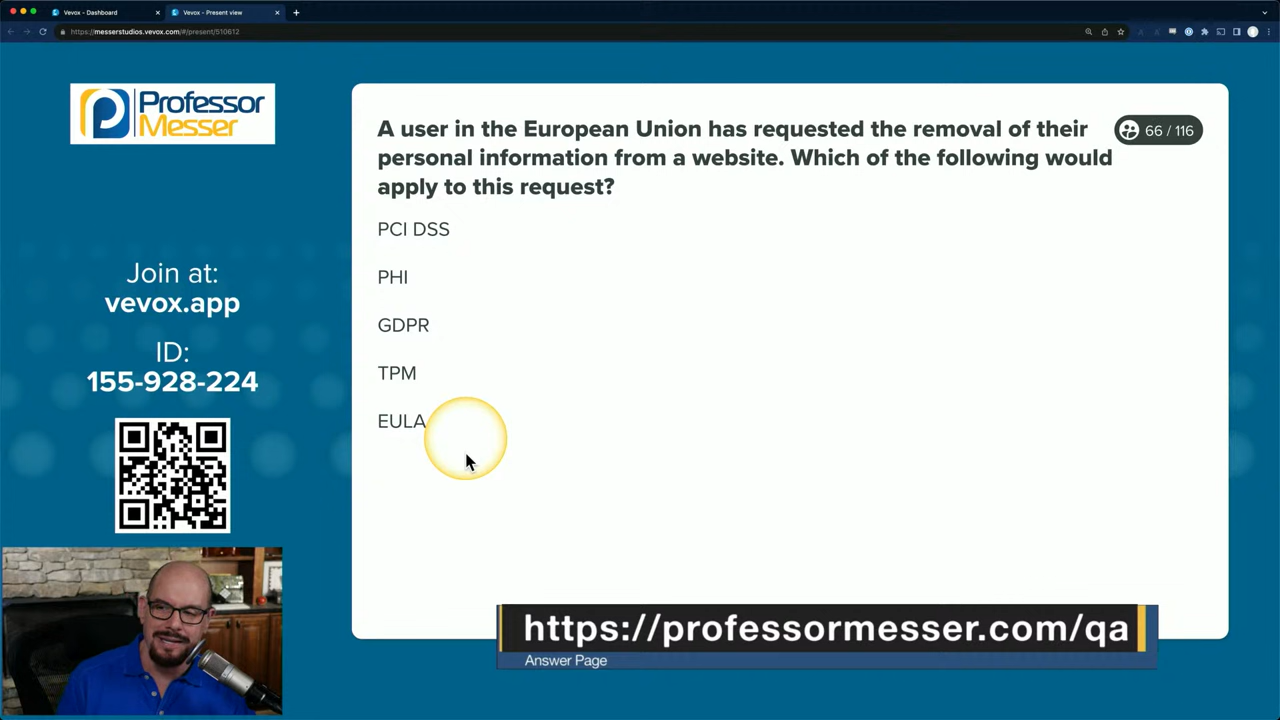 Vevox - Dashboard
Vevox - Present view
https://messerstudios.vevox.com/#/present/510612
Professor
Messer
Join at:
vevox.app
ID:
155-928-224
A user in the European Union has requested the removal of their
personal information from a website. Which of the following would
apply to this request?
66 / 116
PCI DSS
PHI
GDPR
TPM
EULA
https://professormesser.com/qa
Answer Page